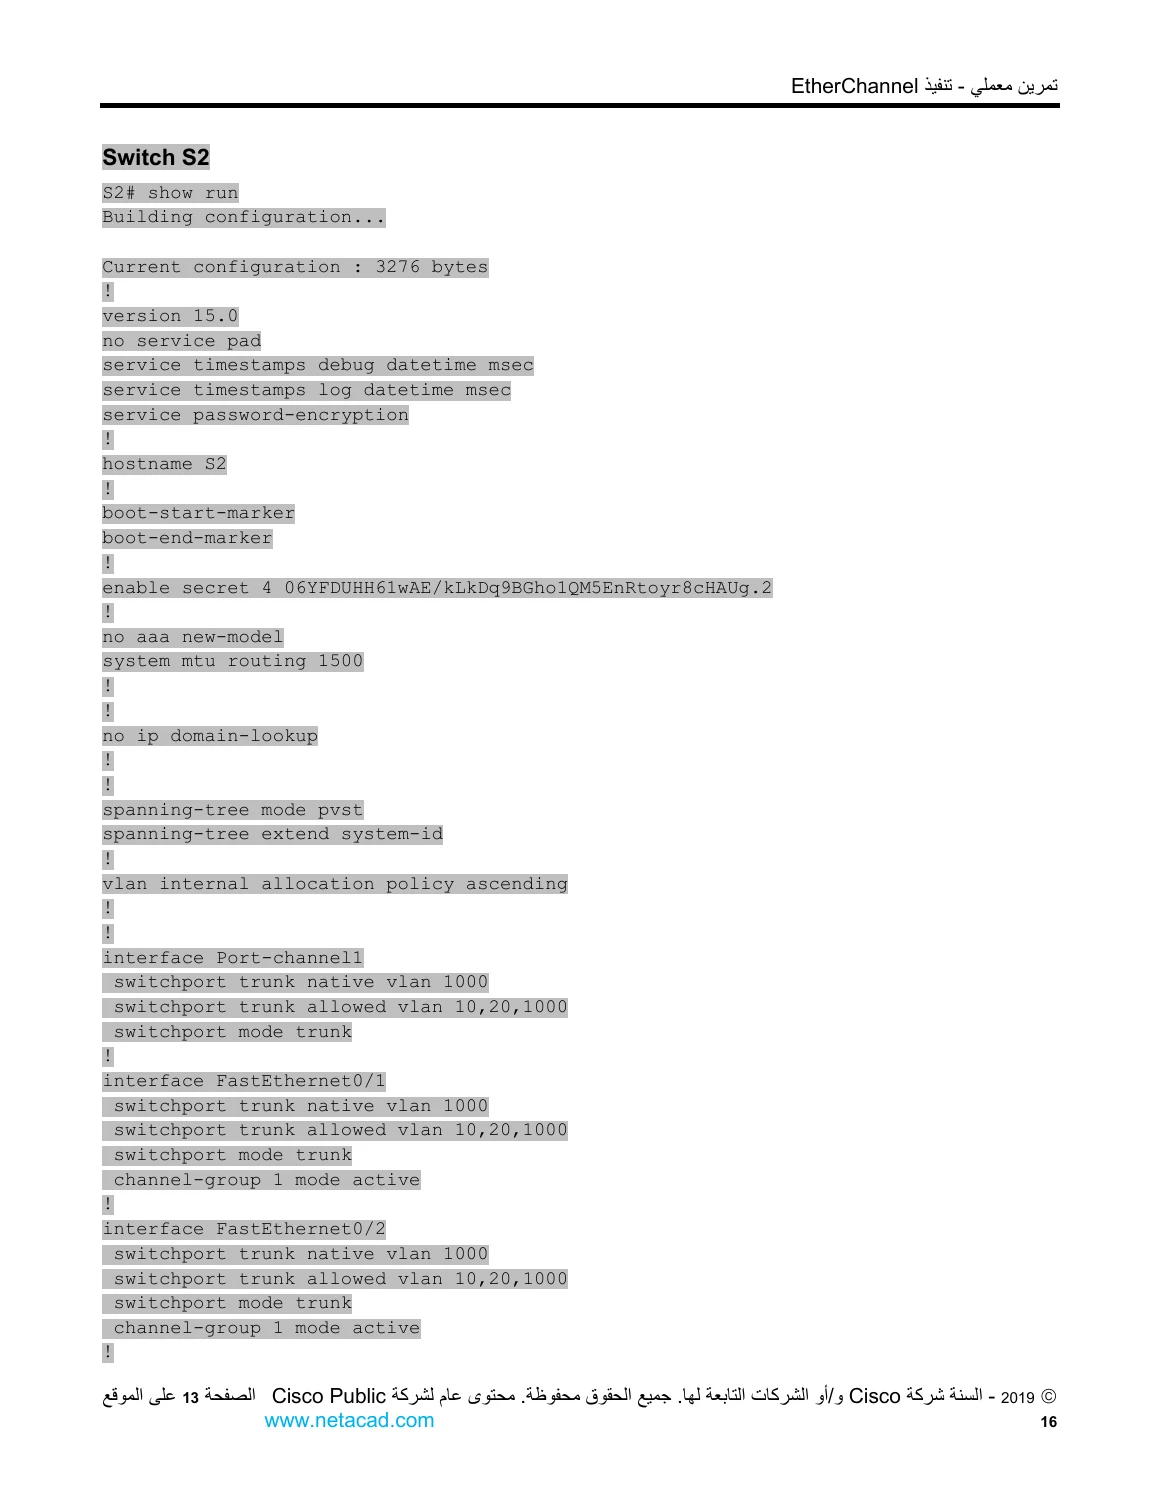 تمرين معملي - تنفيذ EtherChannel
Switch S2
S2# show run
Building configuration...
Current configuration : 3276 bytes
!
version 15.0
no service pad
service timestamps debug datetime msec
service timestamps log datetime msec
service password-encryption
!
hostname S2
!
boot-start-marker
boot-end-marker
!
enable secret 4 06YFDUHH61wAE/kLkDq9BGho1QM5EnRtoyr8cHAUg.2
!
no aaa new-model
system mtu routing 1500
!
!
no ip domain-lookup
!
!
spanning-tree mode pvst
spanning-tree extend system-id
!
vlan internal allocation policy ascending
!
!
interface Port-channel1
 switchport trunk native vlan 1000
 switchport trunk allowed vlan 10,20,1000
 switchport mode trunk
!
interface FastEthernet0/1
 switchport trunk native vlan 1000
 switchport trunk allowed vlan 10,20,1000
 switchport mode trunk
 channel-group 1 mode active
!
interface FastEthernet0/2
 switchport trunk native vlan 1000
 switchport trunk allowed vlan 10,20,1000
 switchport mode trunk
 channel-group 1 mode active
!
© 2019 - السنة شركة Cisco و/أو الشركات التابعة لها. جميع الحقوق محفوظة. محتوى عام لشركة Cisco Public الصفحة 13 على الموقع
16 www.netacad.com